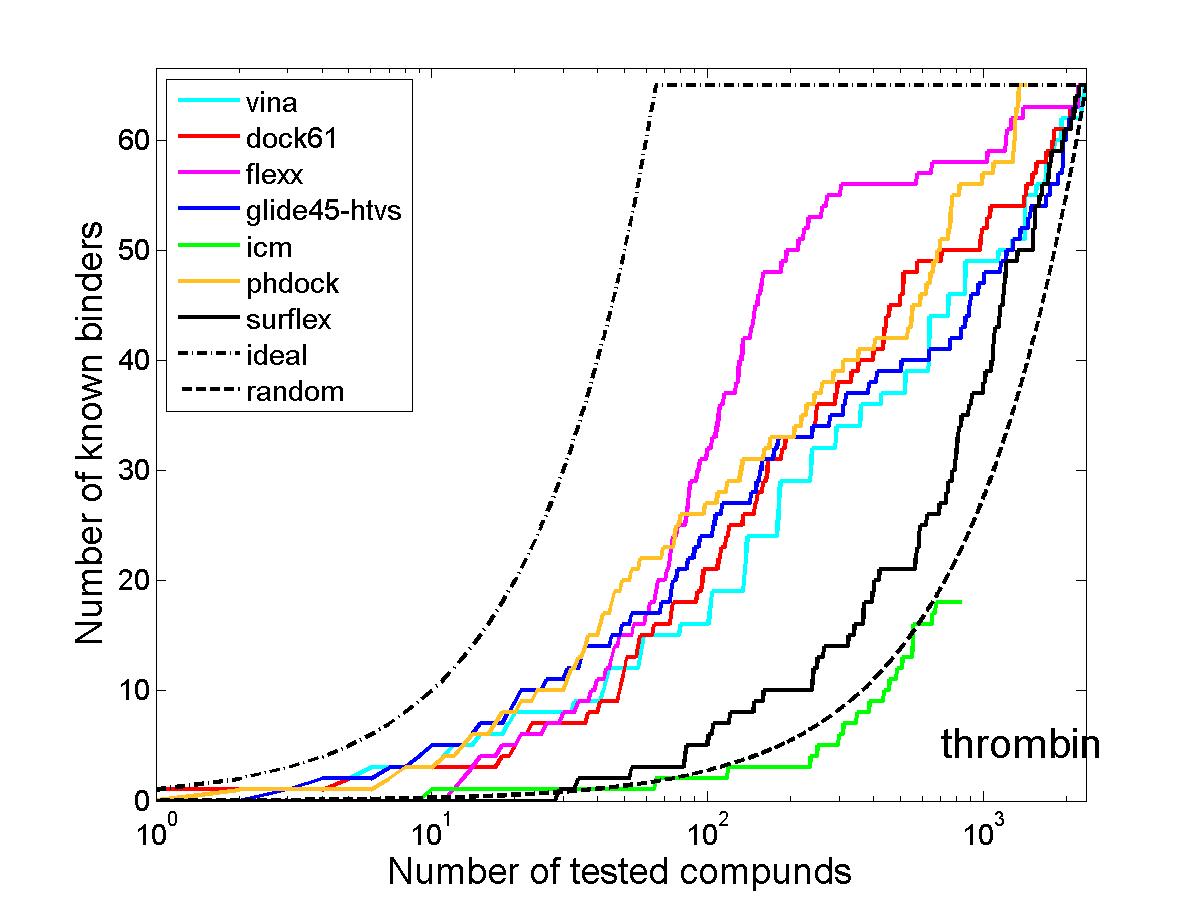 60
50
40
30
20
10
0
Number of known binders
vina
dock61
flexx
glide45-htvs
icm
phdock
surflex
ideal
random
thrombin
10^0 10^1 10^2 10^3
Number of tested compunds